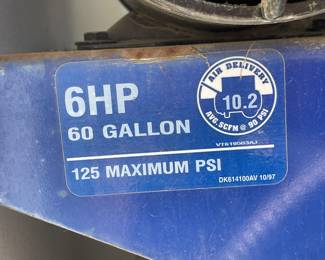 6HP
60 GALLON
125 MAXIMUM PSI
AIR DELIVERY
10.2
AVG. SCFM @ 90 PSI
DK614100AV 10/97